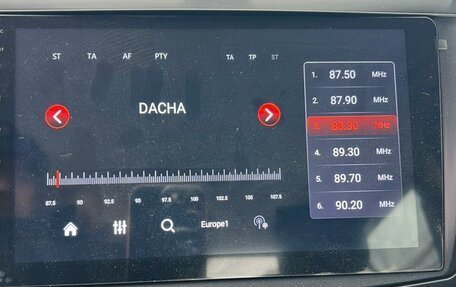 ST TA AF PTY TA TP ST
DACHA
87.5 90 92.5 95 97.5 100 102.5 105 107.5
Europe1
1. 87.50 MHz
2. 87.90 MHz
3. MHz
4. 89.30 MHz
5. 89.70 MHz
6. 90.20 MHz